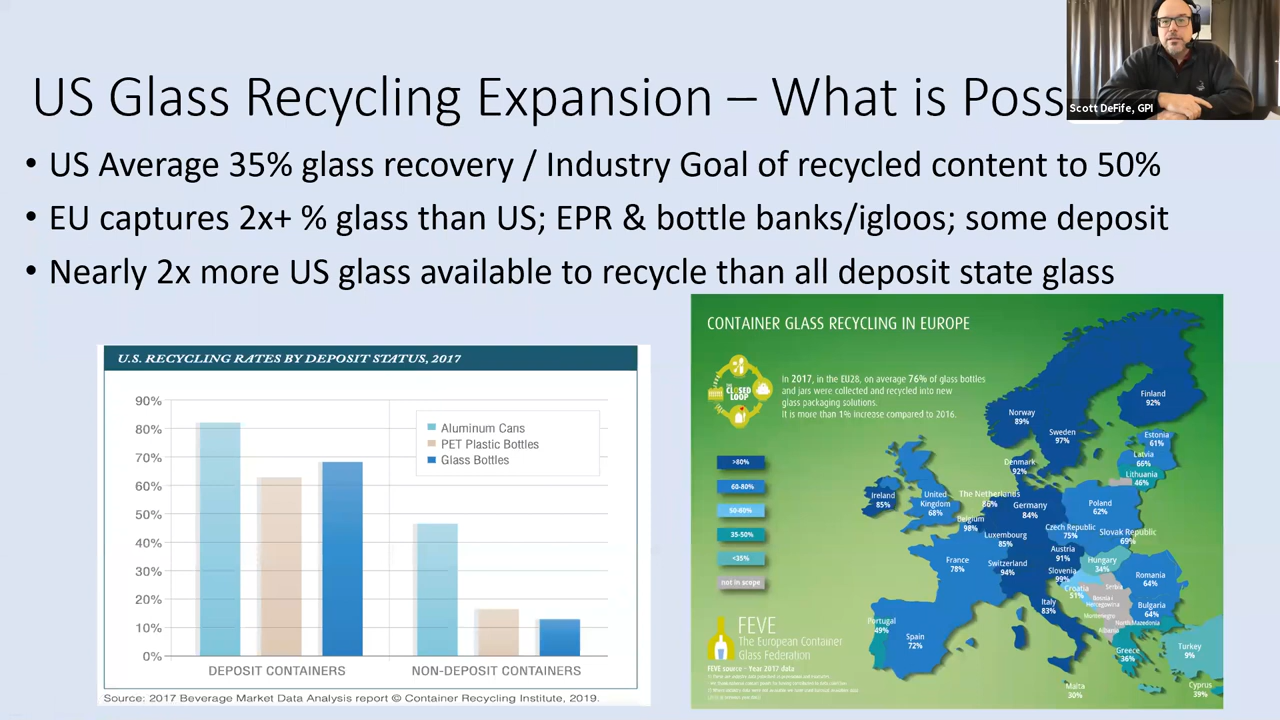 US Glass Recycling Expansion – What is Poss
Scott DeFife, GPI
• US Average 35% glass recovery / Industry Goal of recycled content to 50%
• EU captures 2x+ % glass than US; EPR & bottle banks/igloos; some deposit
• Nearly 2x more US glass available to recycle than all deposit state glass
U.S. RECYCLING RATES BY DEPOSIT STATUS, 2017
90%
80%
70%
60%
50%
40%
30%
20%
10%
0%
Aluminum Cans
PET Plastic Bottles
Glass Bottles
DEPOSIT CONTAINERS
NON-DEPOSIT CONTAINERS
Source: 2017 Beverage Market Data Analysis report © Container Recycling Institute, 2019.
CONTAINER GLASS RECYCLING IN EUROPE
CLOSED
LOOP
In 2017, in the EU28, on average 76% of glass bottles
and jars were collected and recycled into new
glass packaging solutions.
It is more than 1% increase compared to 2016.
>80%
60-80%
50-60%
35-50%
<35%
not in scope
Finland
92%
Norway
89%
Sweden
97%
Estonia
61%
Latvia
66%
Denmark
92%
Lithuania
46%
Ireland
85%
United
Kingdom
68%
The Netherlands
86%
Germany
84%
Poland
62%
Belgium
98%
Czech Republic
75%
Slovak Republic
69%
Luxembourg
85%
Austria
91%
France
78%
Switzerland
94%
Hungary
34%
Slovenia
99%
Romania
64%
Croatia
51%
Serbia
Bosnia i
Hercegowina
Italy
83%
Bulgaria
64%
Montenegro
North Macedonia
Albania
Portugal
49%
Spain
72%
Greece
36%
Turkey
9%
Malta
30%
Cyprus
39%
FEVE
The European Container
Glass Federation
FEVE source – Year 2017 data